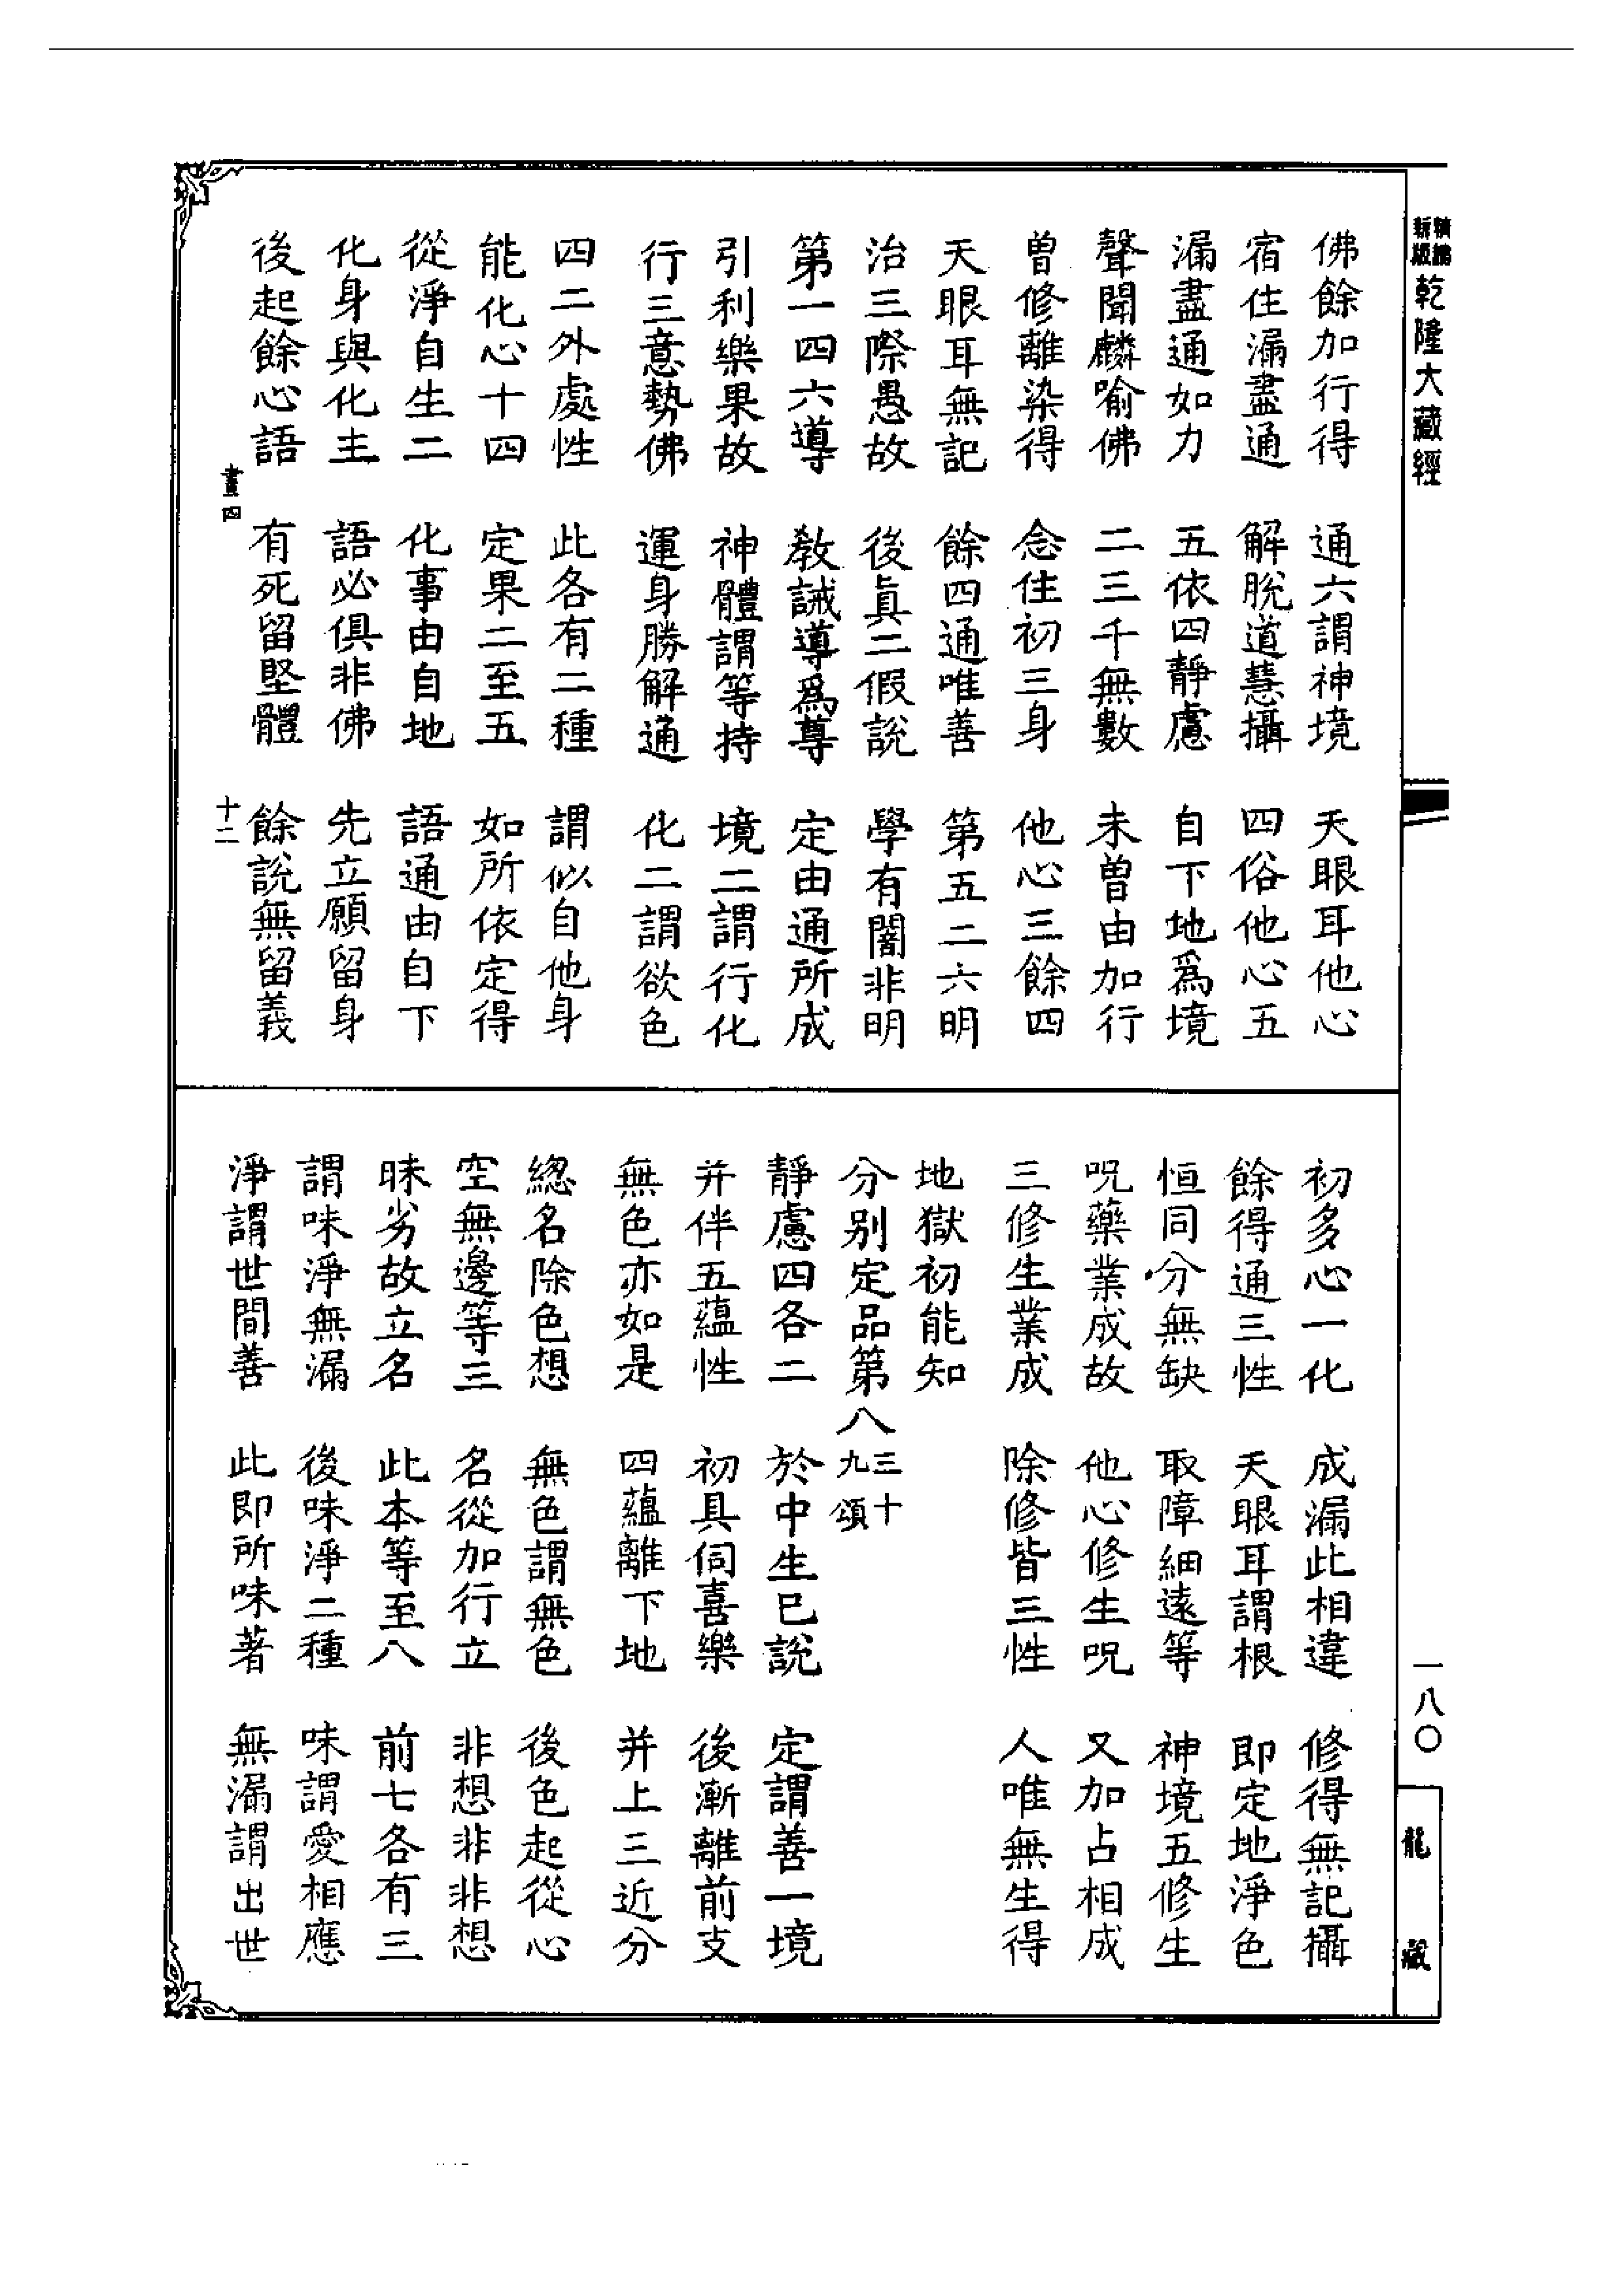 新版
精縮
乾隆大藏經
佛餘加行得 通六謂神境 天眼耳他心
宿住漏盡通 解脫道慧攝 四俗他心五
漏盡通如力 五依四靜慮 自下地爲境
聲聞麟喻佛 二三千無數 未曾由加行
曾修離染得 念住初三身 他心三餘四
天眼耳無記 餘四通唯善 第五二六明
治三際愚故 後眞二假說 學有闇非明
第一四六導 教誡導爲尊 定由通所成
引利樂果故 神體謂等持 境二謂行化
行三意勢佛 運身勝解通 化二謂欲色
四二外處性 此各有二種 謂似自他身
能化心十四 定果二至五 如所依定得
從淨自生二 化事由自地 語通由自下
化身與化主 語必俱非佛 先立願留身
後起餘心語 有死留堅體 餘說無留義
畫四 十二
初多心一化 成漏此相違 修得無記攝
餘得通三性 天眼耳謂根 即定地淨色
恒同分無缺 取障細遠等 神境五修生
呪藥業成故 他心修生呪 又加占相成
三修生業成 除修皆三性 人唯無生得
地獄初能知
分別定品第八 三十九頌
靜慮四各二 於中生已說 定謂善一境
并伴五蘊性 初具伺喜樂 後漸離前支
無色亦如是 四蘊離下地 并上三近分
總名除色想 無色謂無色 後色起從心
空無邊等三 名從加行立 非想非非想
昧劣故立名 此本等至八 前七各有三
謂味淨無漏 後味淨二種 味謂愛相應
淨謂世間善 此即所味著 無漏謂出世
一八〇
龍藏